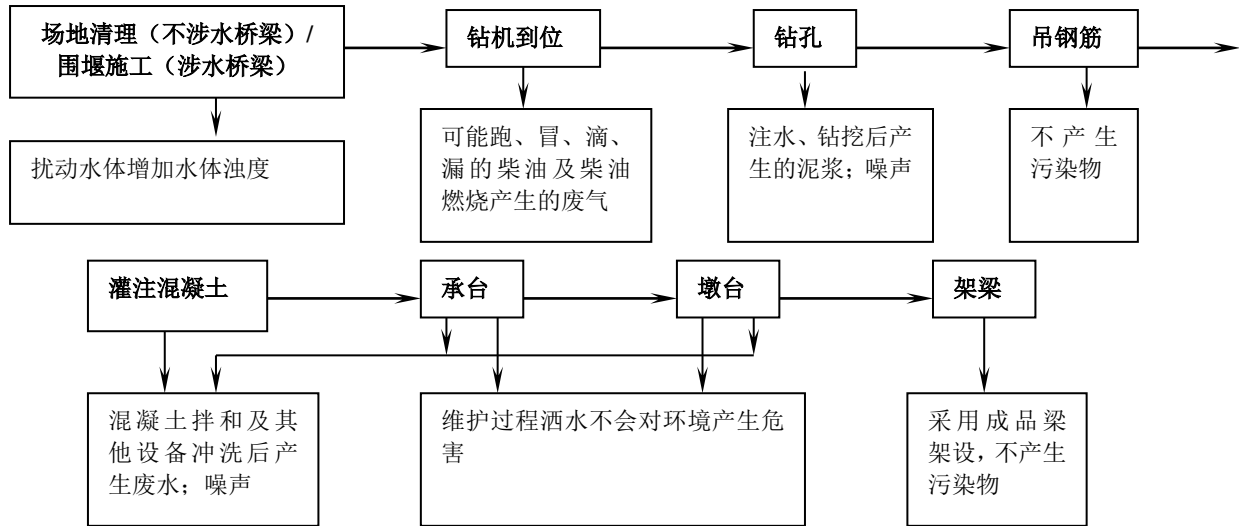 场地清理（不涉水桥梁）/
围堰施工（涉水桥梁）
钻机到位
钻孔
吊钢筋
扰动水体增加水体浊度
可能跑、冒、滴、
漏的柴油及柴油
燃烧产生的废气
注水、钻挖后产
生的泥浆；噪声
不产生
污染物
灌注混凝土
承台
墩台
架梁
混凝土拌和及其
他设备冲洗后产
生废水；噪声
维护过程洒水不会对环境产生危
害
采用成品梁
架设，不产生
污染物